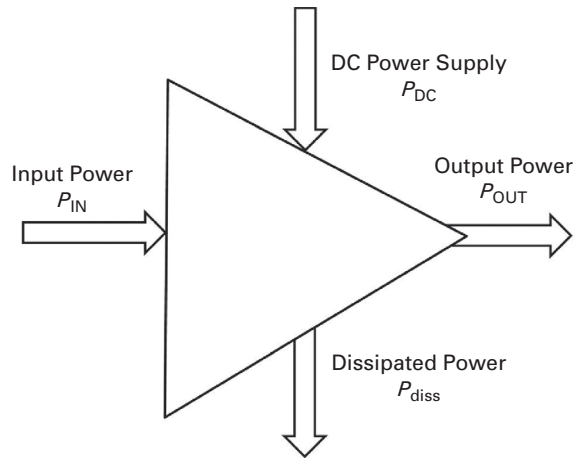 DC Power Supply
P_DC
Input Power
P_IN
Output Power
P_OUT
Dissipated Power
P_diss